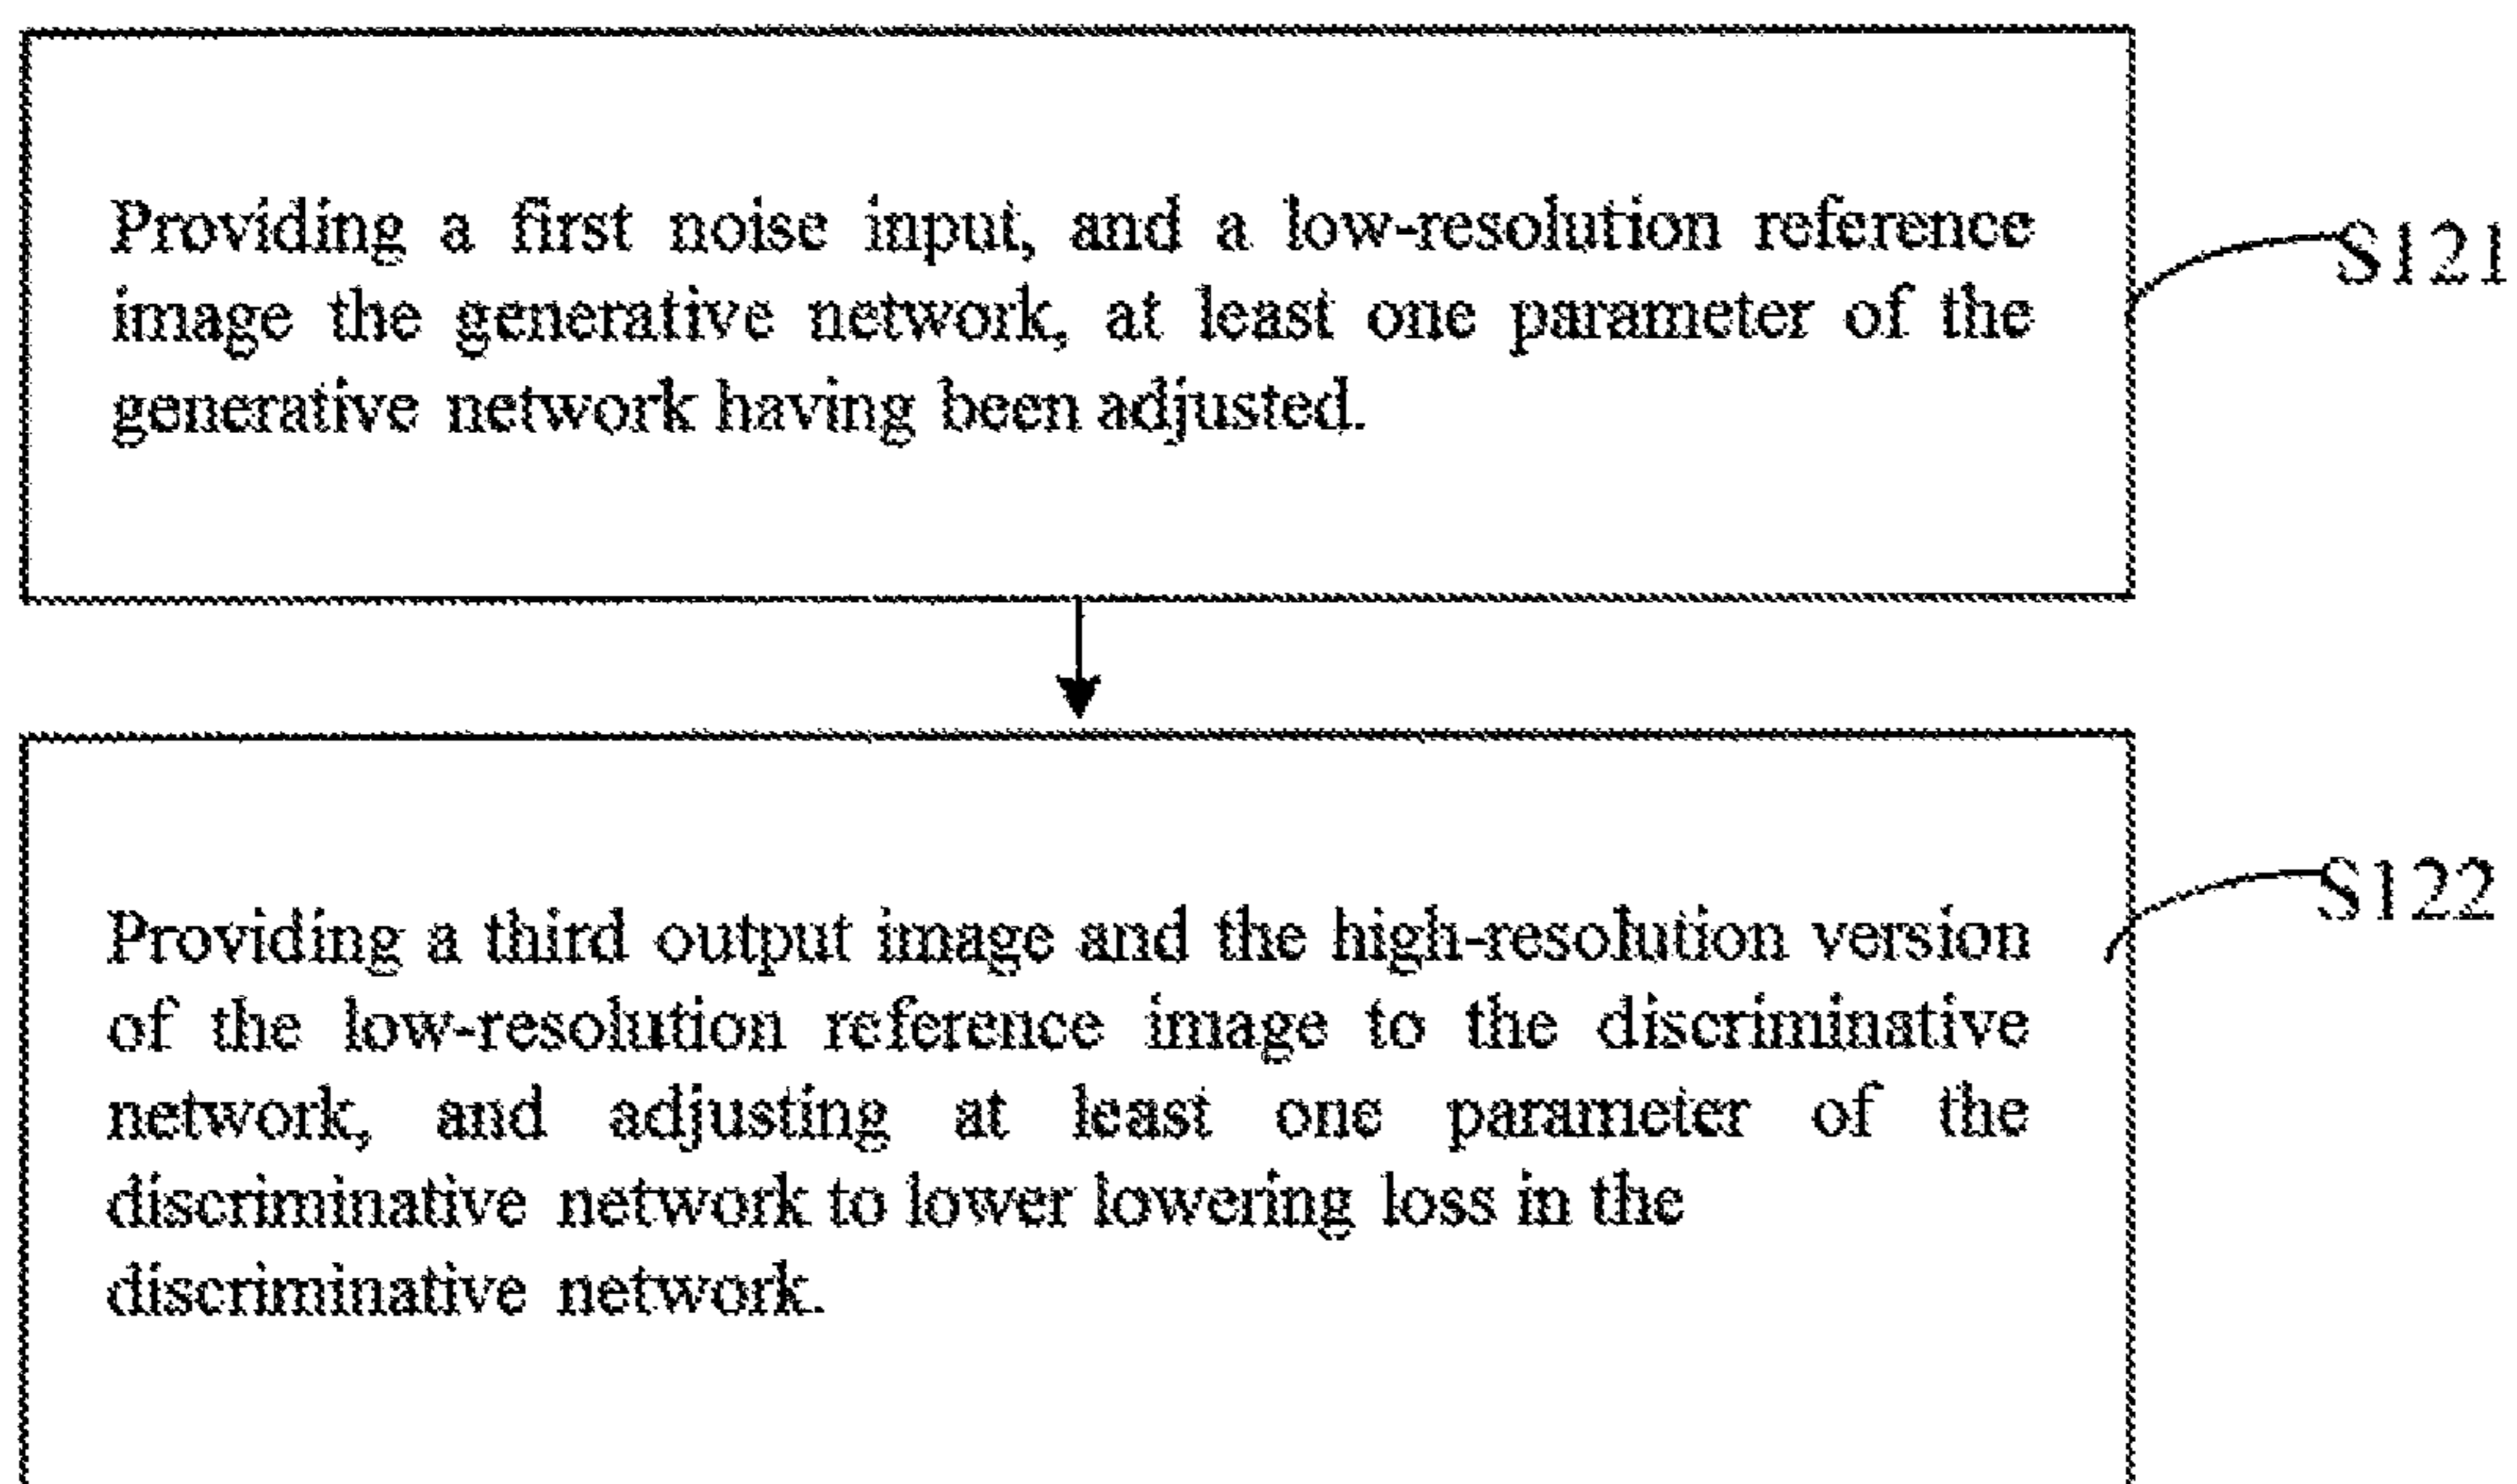 Providing a first noise input, and a low-resolution reference
image the generative network, at least one parameter of the
generative network having been adjusted.
S121
Providing a third output image and the high-resolution version
of the low-resolution reference image to the discriminative
network, and adjusting at least one parameter of the
discriminative network to lower lowering loss in the
discriminative network.
S122